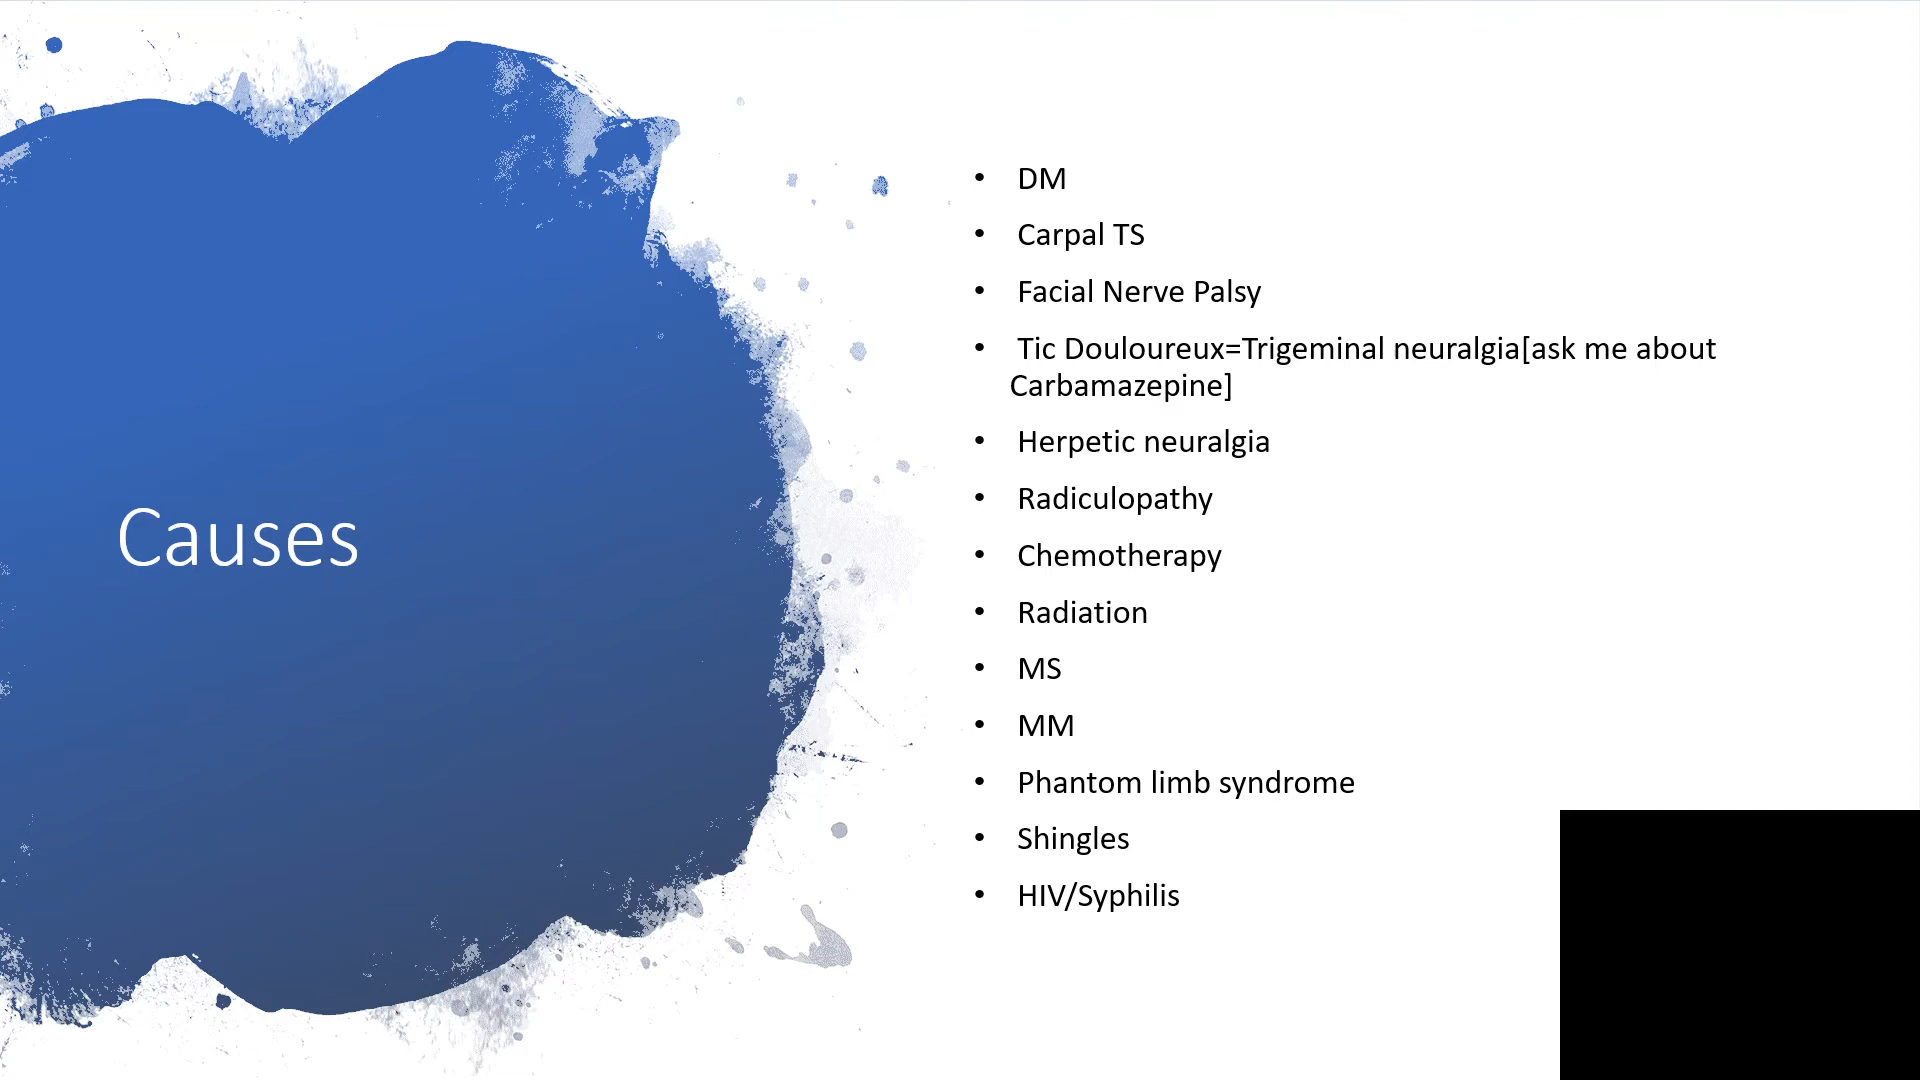 Causes
• DM
• Carpal TS
• Facial Nerve Palsy
• Tic Douloureux=Trigeminal neuralgia[ask me about
Carbamazepine]
• Herpetic neuralgia
• Radiculopathy
• Chemotherapy
• Radiation
• MS
• MM
• Phantom limb syndrome
• Shingles
• HIV/Syphilis